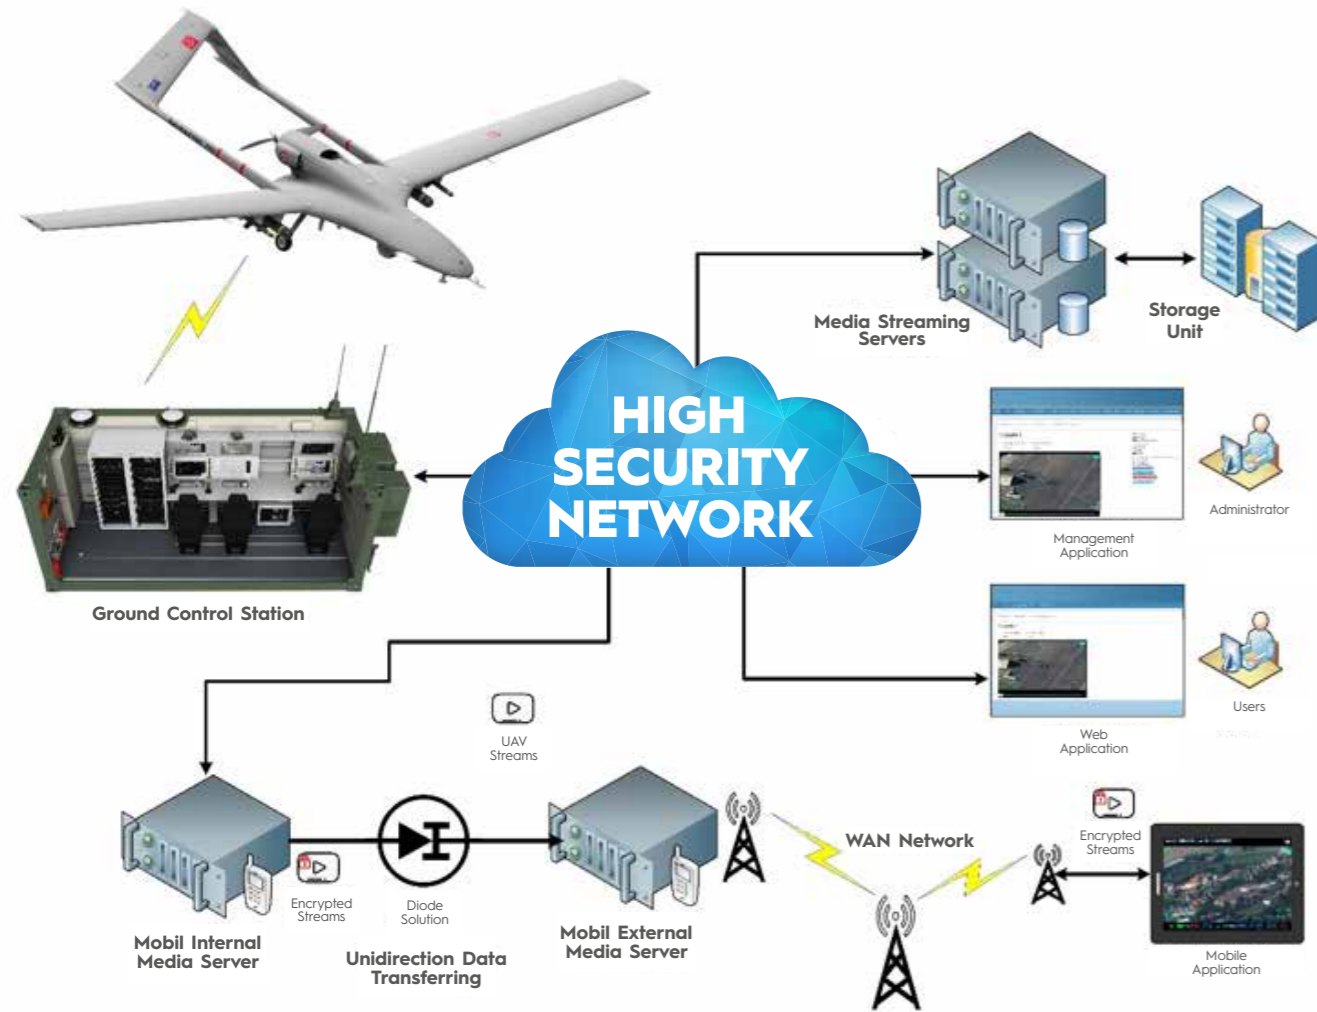 Media Streaming
Servers
Storage
Unit
HIGH
SECURITY
NETWORK
Ground Control Station
Management
Application
Administrator
Web
Application
Users
UAV
Streams
Mobil Internal
Media Server
Encrypted
Streams
Diode
Solution
Unidirection Data
Transferring
Mobil External
Media Server
WAN Network
Encrypted
Streams
Mobile
Application